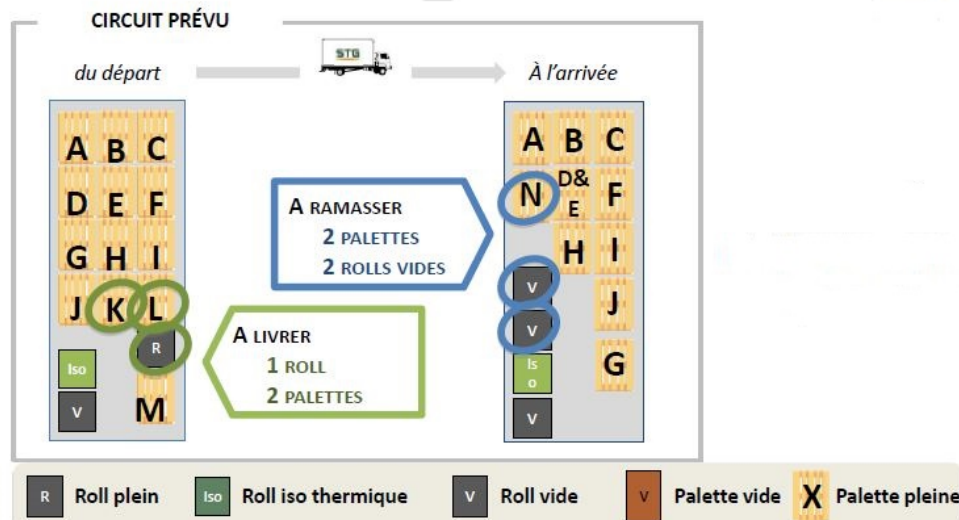 CIRCUIT PRÉVU
du départ
STG
À l'arrivée
A B C
D E F
G H I
J K L
R
Iso
V
M
A RAMASSER
2 PALETTES
2 ROLLS VIDES
A LIVRER
1 ROLL
2 PALETTES
A B C
N D& E F
H I
V
J
V
Is
o
G
V
R Roll plein
Iso Roll iso thermique
V Roll vide
V Palette vide
X Palette pleine